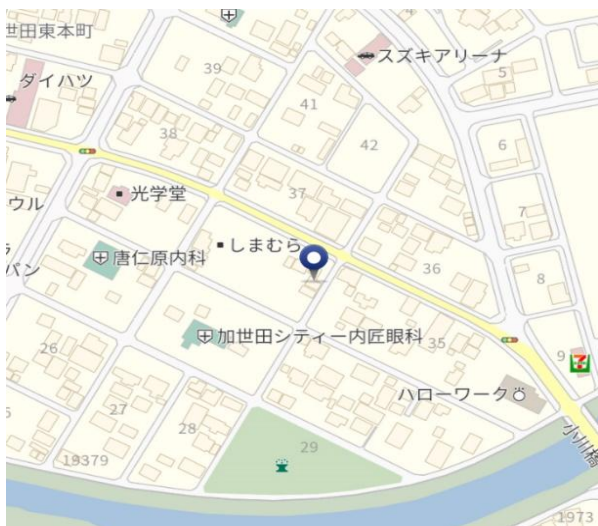 世田東本町
スズキアリーナ
ダイハツ
39
41
5
38
42
6
光学堂
37
ウル
7
しまむら
唐仁原内科
パン
36
8
加世田シティー内匠眼科
35
26
9
ハローワーク
27
28
29
小川橋
19379
1973